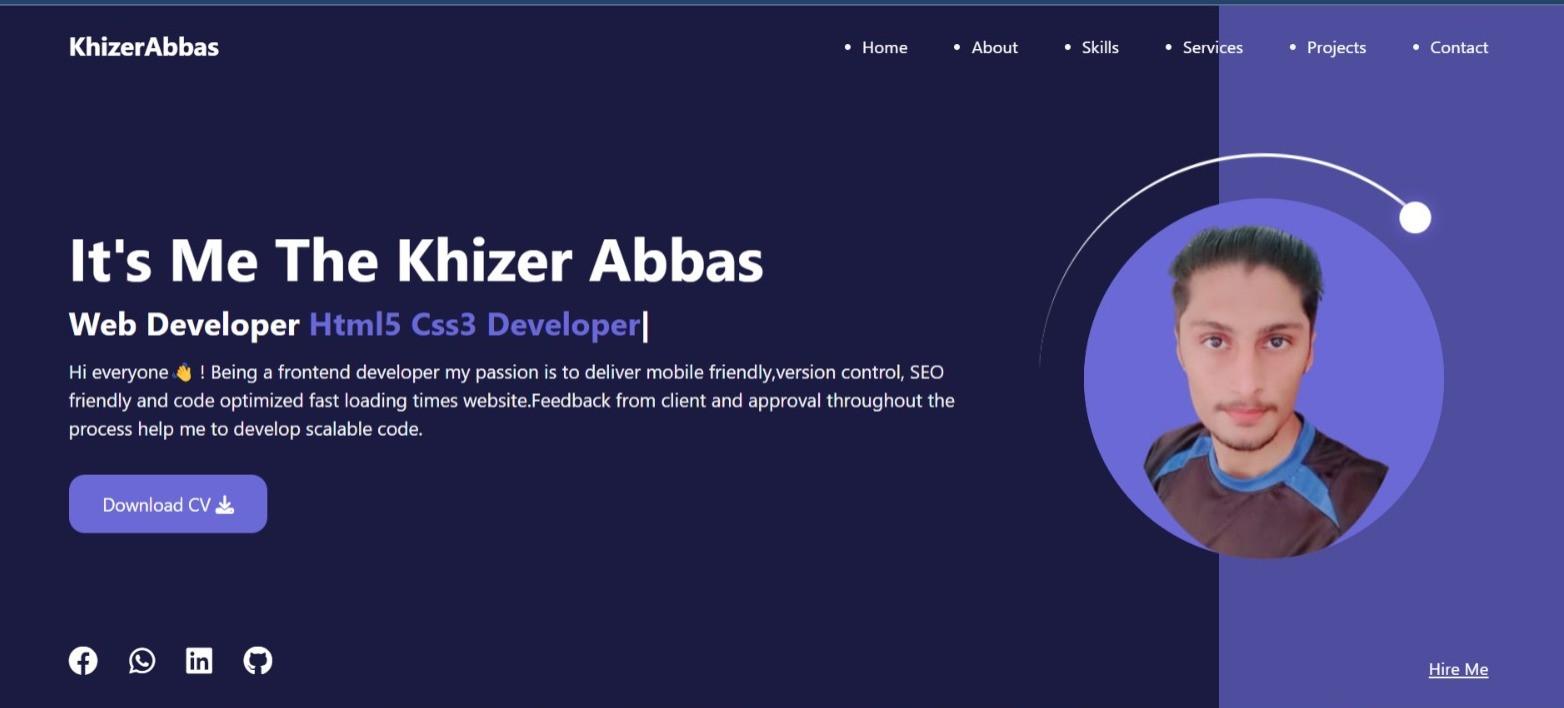 KhizerAbbas
Home About Skills Services Projects Contact
It's Me The Khizer Abbas
Web Developer Html5 Css3 Developer|
Hi everyone 👋 ! Being a frontend developer my passion is to deliver mobile friendly,version control, SEO
friendly and code optimized fast loading times website.Feedback from client and approval throughout the
process help me to develop scalable code.
Download CV
Hire Me